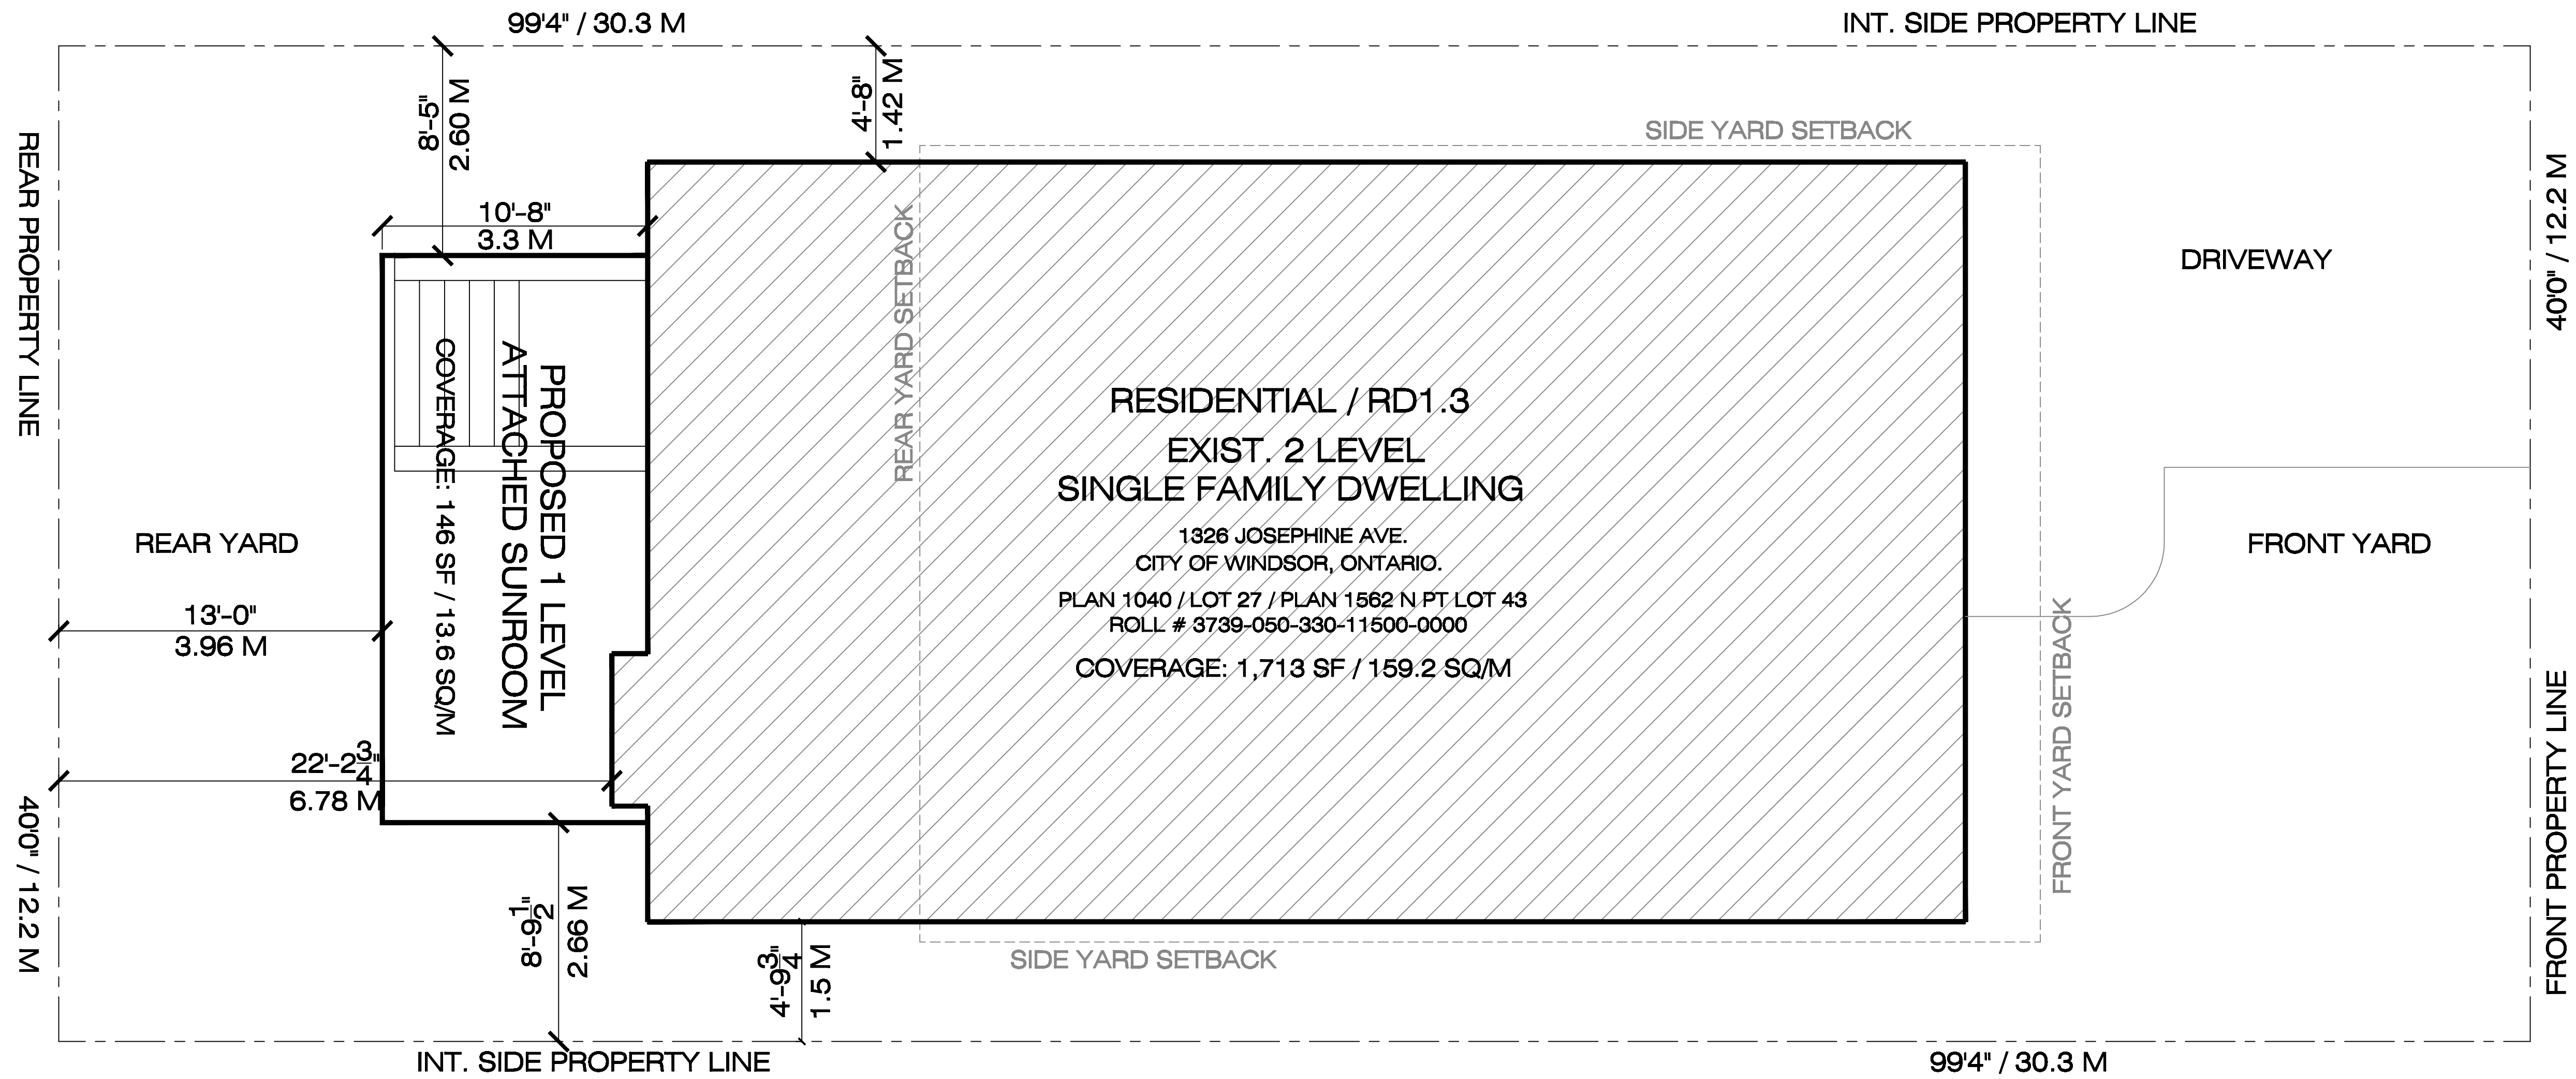 99'4" / 30.3 M
INT. SIDE PROPERTY LINE
8'-5"
2.60 M
4'-8"
1.42 M
SIDE YARD SETBACK
REAR PROPERTY LINE
40'0" / 12.2 M
10'-8"
3.3 M
REAR YARD SETBACK
DRIVEWAY
RESIDENTIAL / RD1.3
EXIST. 2 LEVEL
SINGLE FAMILY DWELLING
1326 JOSEPHINE AVE.
CITY OF WINDSOR, ONTARIO.
PLAN 1040 / LOT 27 / PLAN 1562 N PT LOT 43
ROLL # 3739-050-330-11500-0000
COVERAGE: 1,713 SF / 159.2 SQ/M
PROPOSED 1 LEVEL
ATTACHED SUNROOM
COVERAGE: 146 SF / 13.6 SQ/M
REAR YARD
FRONT YARD
13'-0"
3.96 M
22'-2 3/4"
6.78 M
FRONT YARD SETBACK
FRONT PROPERTY LINE
40'0" / 12.2 M
8'-9 1/2"
2.66 M
4'-9 3/4"
1.5 M
SIDE YARD SETBACK
INT. SIDE PROPERTY LINE
99'4" / 30.3 M